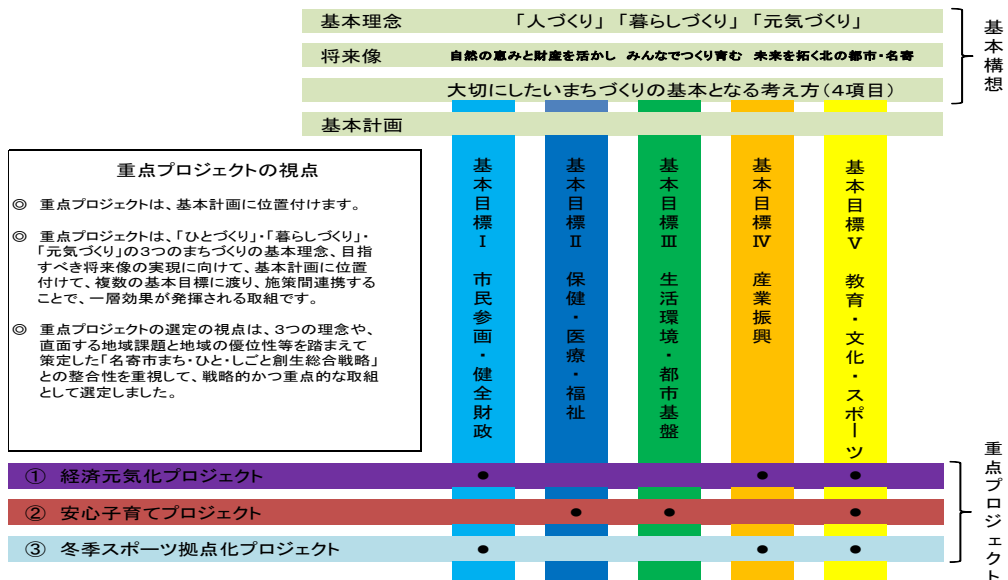 基本理念 「人づくり」「暮らしづくり」「元気づくり」
将来像 自然の恵みと財産を活かし みんなでつくり育む 未来を拓く北の都市・名寄
大切にしたいまちづくりの基本となる考え方(4項目)
基本構想
基本計画
重点プロジェクトの視点
◎ 重点プロジェクトは、基本計画に位置付けます。
◎ 重点プロジェクトは、「ひとづくり」・「暮らしづくり」・
「元気づくり」の3つのまちづくりの基本理念、目指
すべき将来像の実現に向けて、基本計画に位置
付けて、複数の基本目標に渡り、施策間連携する
ことで、一層効果が発揮される取組です。
◎ 重点プロジェクトの選定の視点は、3つの理念や、
直面する地域課題と地域の優位性等を踏まえて
策定した「名寄市まち・ひと・しごと創生総合戦略」
との整合性を重視して、戦略的かつ重点的な取組
として選定しました。
基本目標Ⅰ 市民参画・健全財政
基本目標Ⅱ 保健・医療・福祉
基本目標Ⅲ 生活環境・都市基盤
基本目標Ⅳ 産業振興
基本目標Ⅴ 教育・文化・スポーツ
① 経済元気化プロジェクト ● ● ●
② 安心子育てプロジェクト ● ● ●
③ 冬季スポーツ拠点化プロジェクト ● ● ●
重点プロジェクト